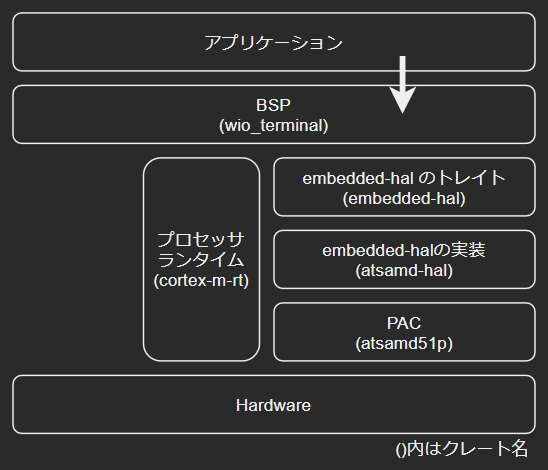 アプリケーション
BSP
(wio_terminal)
プロセッサ
ランタイム
(cortex-m-rt)
embedded-hal のトレイト
(embedded-hal)
embedded-halの実装
(atsamd-hal)
PAC
(atsamd51p)
Hardware
()内はクレート名